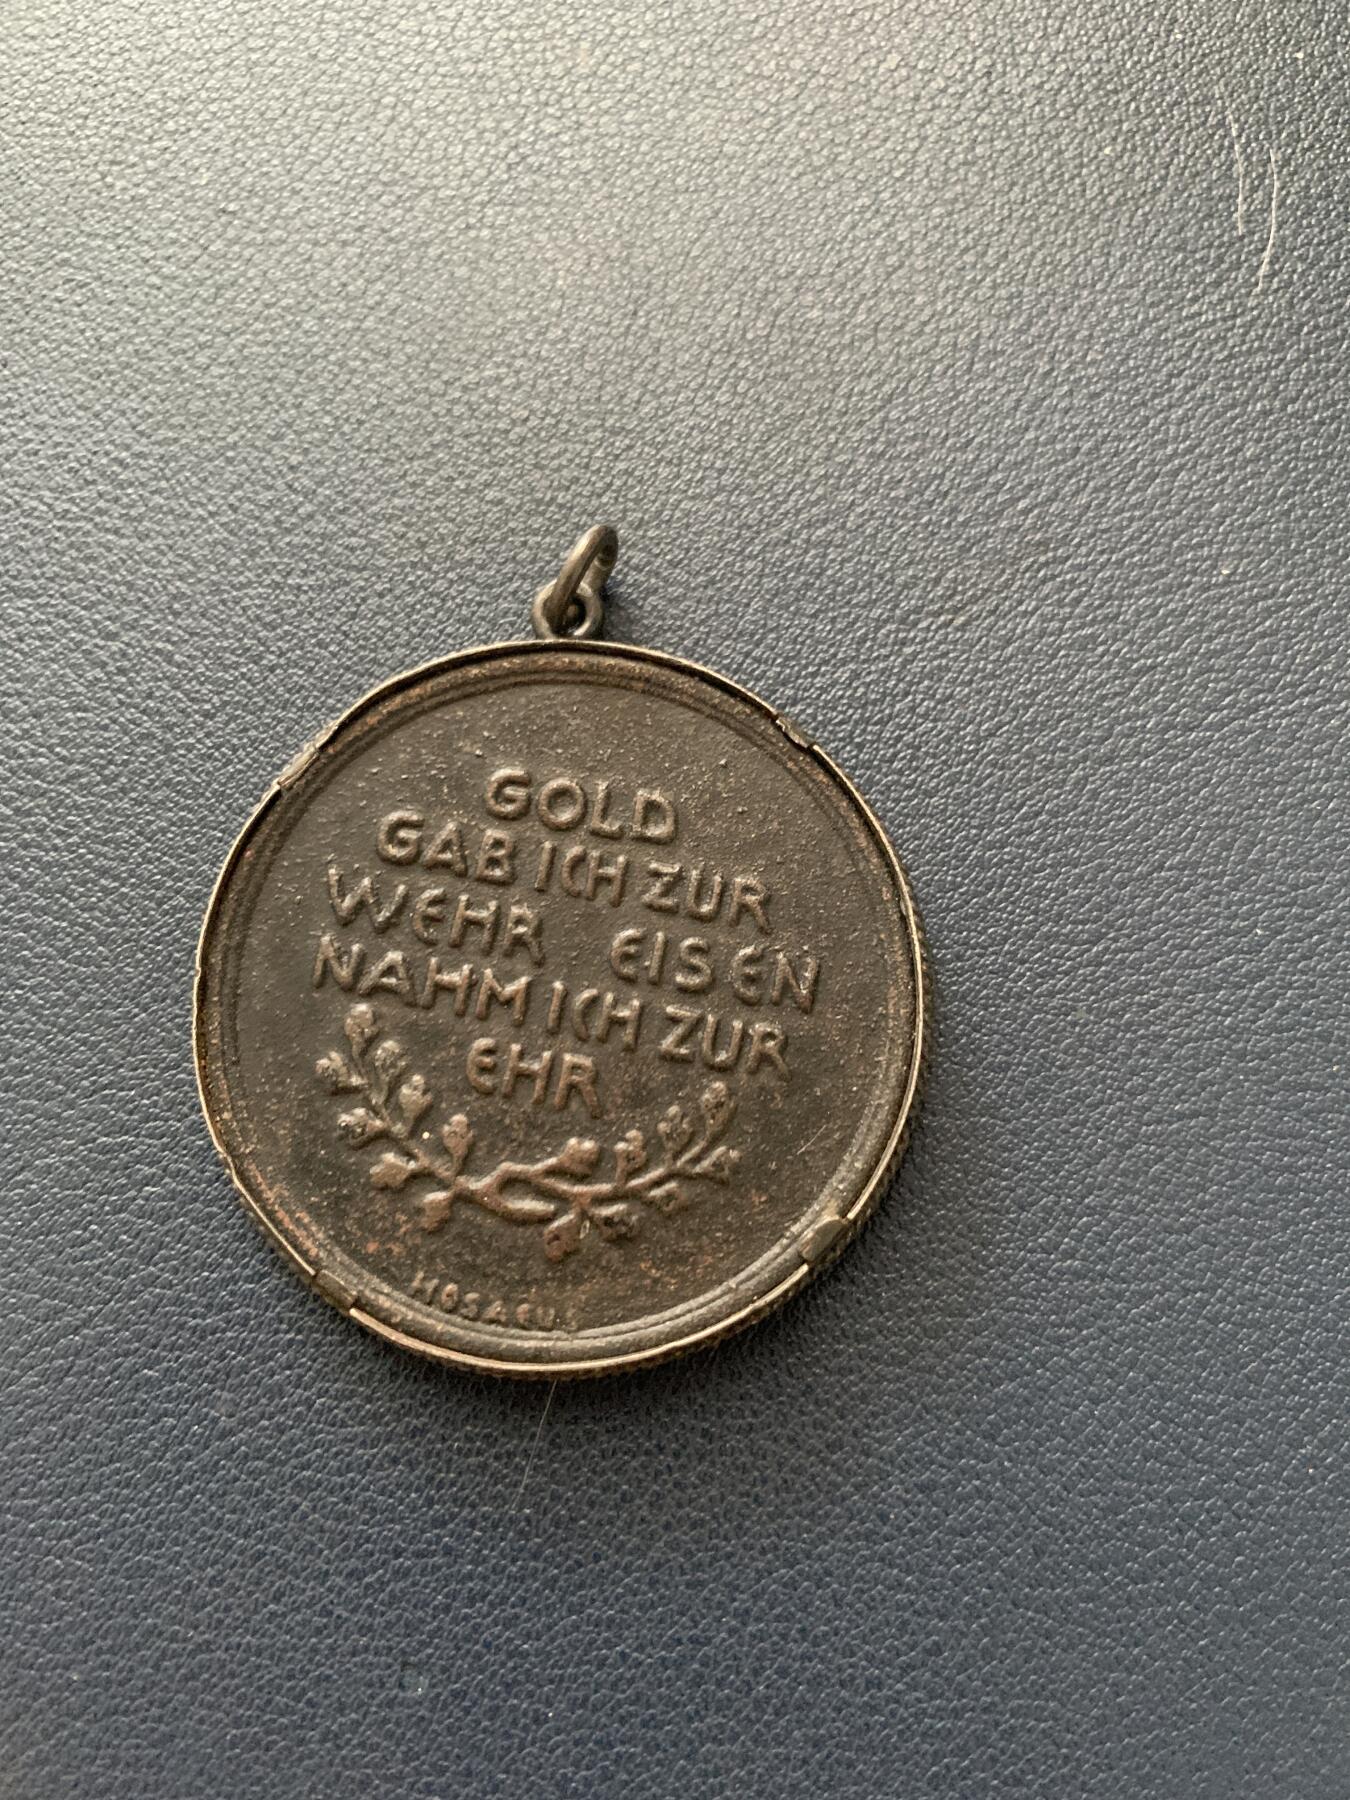 GOLD
GAB ICH ZUR
WEHR EISEN
NAHM ICH ZUR
EHR
HOSAEUS